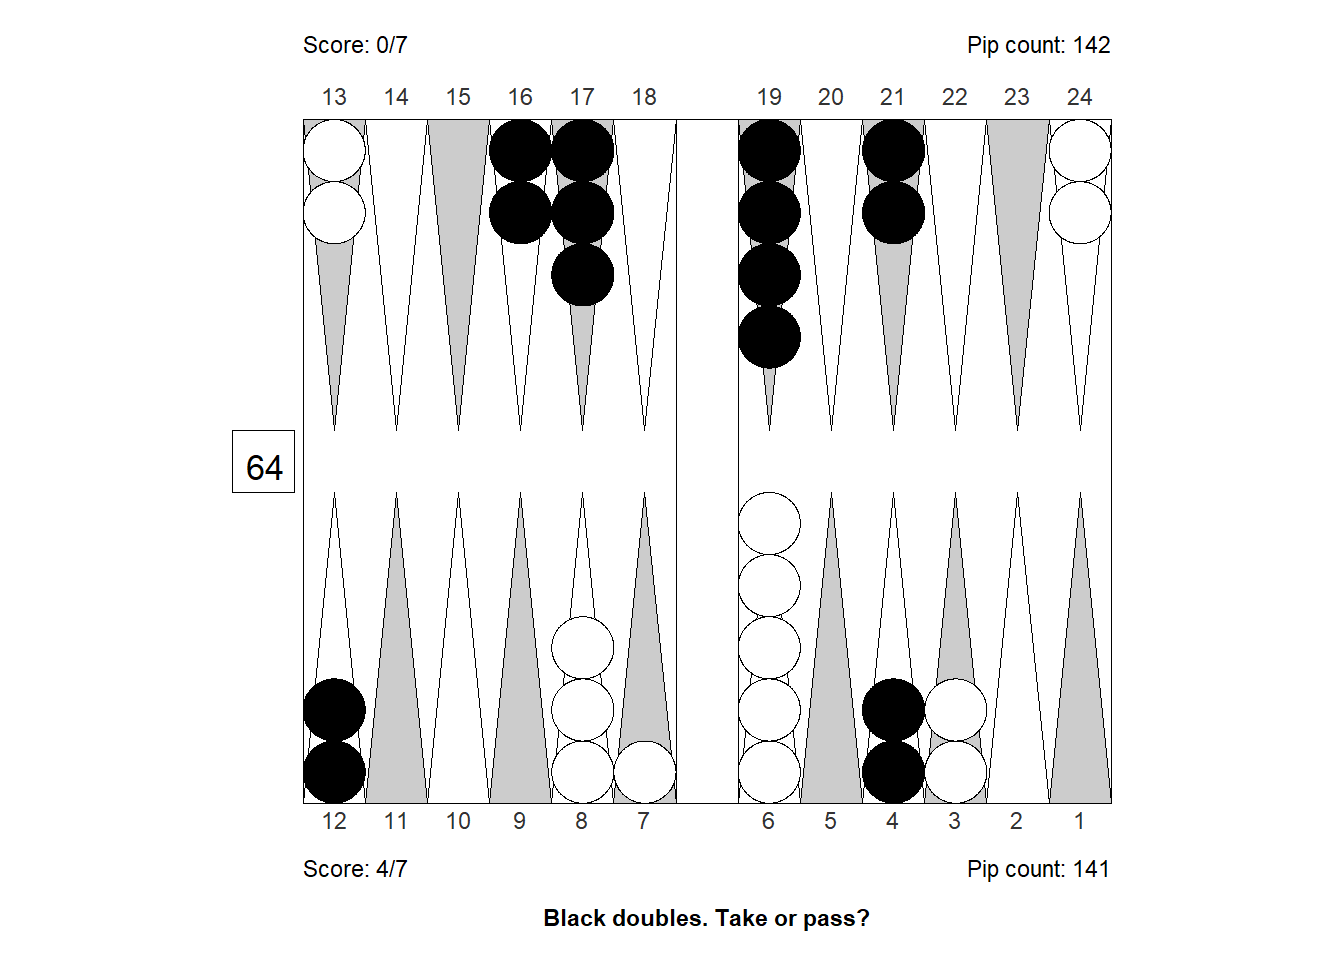 Score: 0/7 Pip count: 142
13 14 15 16 17 18 19 20 21 22 23 24
64
12 11 10 9 8 7 6 5 4 3 2 1
Score: 4/7 Pip count: 141
Black doubles. Take or pass?